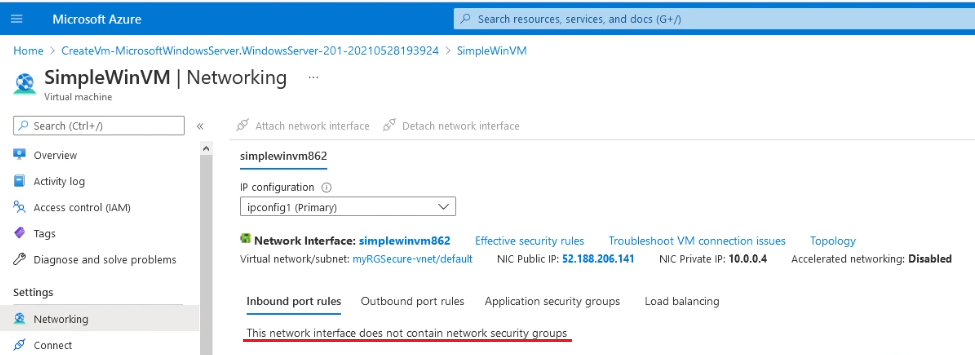 Microsoft Azure
Search resources, services, and docs (G+/)
Home > CreateVm-MicrosoftWindowsServer.WindowsServer-201-20210528193924 > SimpleWinVM
SimpleWinVM | Networking ...
Virtual machine
Search (Ctrl+/)
«
Overview
Activity log
Access control (IAM)
Tags
Diagnose and solve problems
Settings
Networking
Connect
Attach network interface Detach network interface
simplewinvm862
IP configuration
ipconfig1 (Primary)
Network Interface: simplewinvm862 Effective security rules Troubleshoot VM connection issues Topology
Virtual network/subnet: myRGSecure-vnet/default NIC Public IP: 52.188.206.141 NIC Private IP: 10.0.0.4 Accelerated networking: Disabled
Inbound port rules Outbound port rules Application security groups Load balancing
This network interface does not contain network security groups